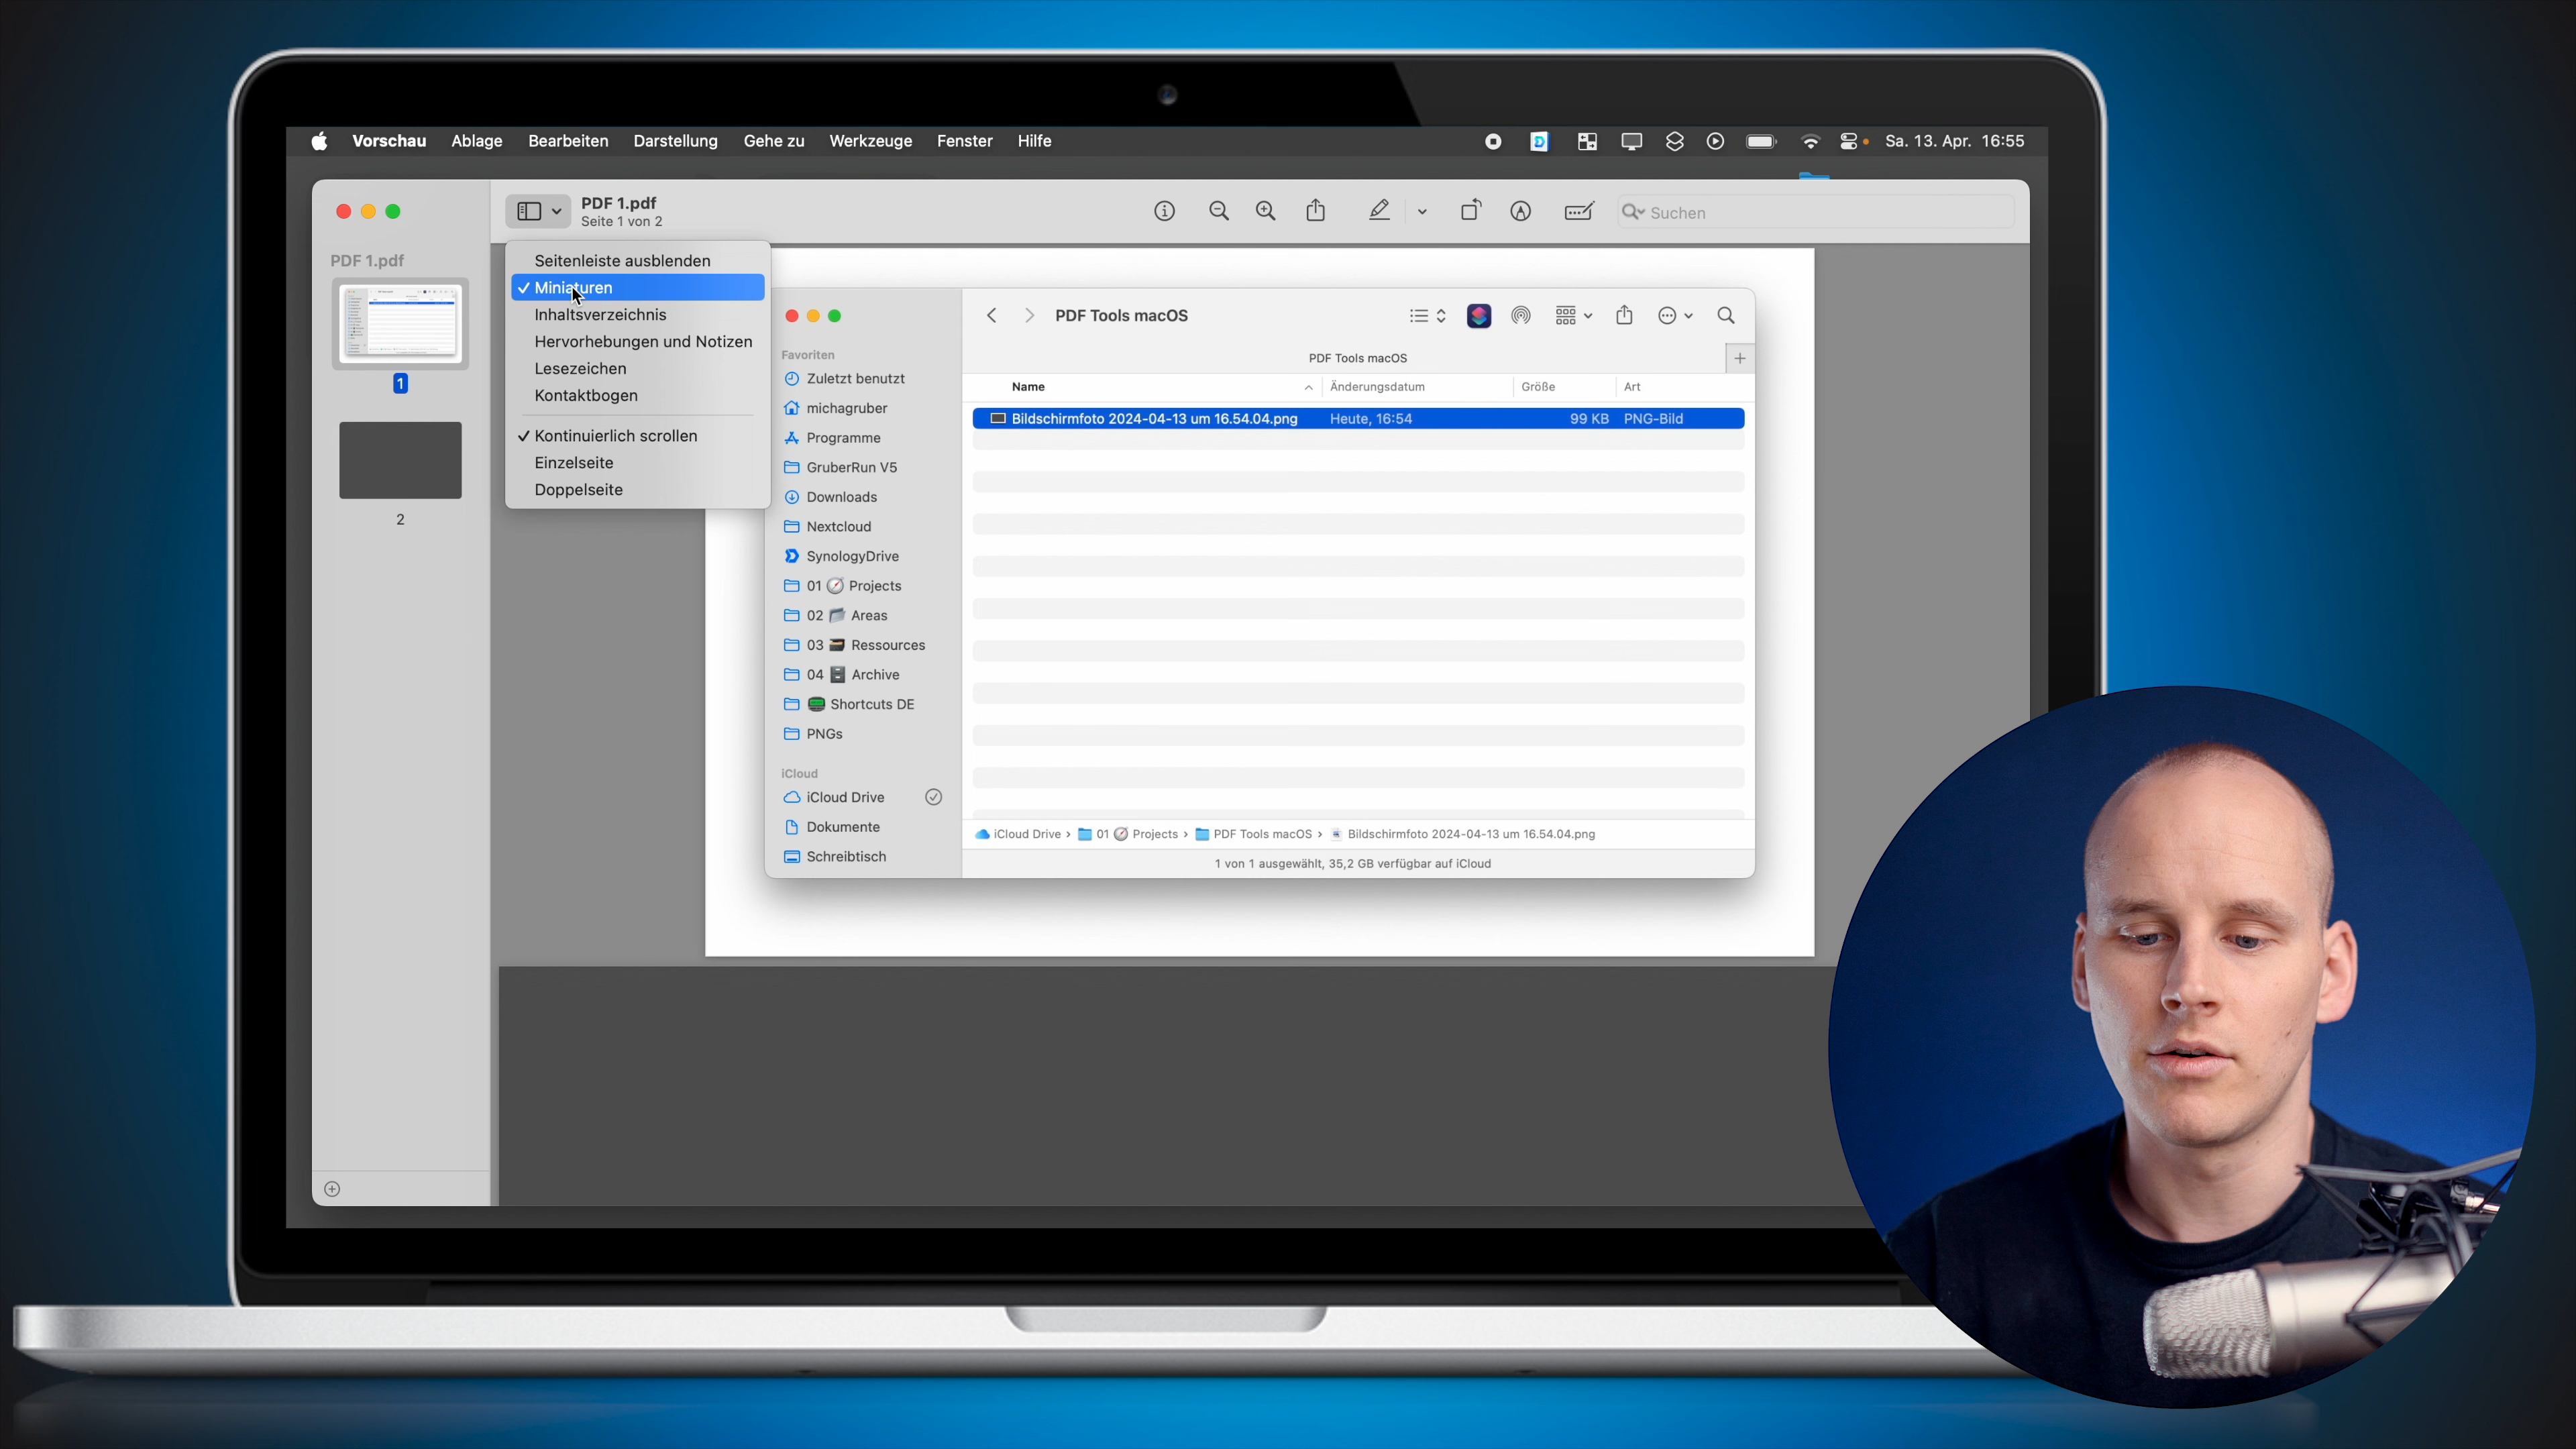 Vorschau Ablage Bearbeiten Darstellung Gehe zu Werkzeuge Fenster Hilfe
Sa. 13. Apr. 16:55
PDF 1.pdf
Seite 1 von 2
Suchen
PDF 1.pdf
1
2
Seitenleiste ausblenden
✓ Miniaturen
Inhaltsverzeichnis
Hervorhebungen und Notizen
Lesezeichen
Kontaktbogen
✓ Kontinuierlich scrollen
Einzelseite
Doppelseite
PDF Tools macOS
PDF Tools macOS
Favoriten
Zuletzt benutzt
michagruber
Programme
GruberRun V5
Downloads
Nextcloud
SynologyDrive
01 Projects
02 Areas
03 Ressources
04 Archive
Shortcuts DE
PNGs
iCloud
iCloud Drive
Dokumente
Schreibtisch
Name Änderungsdatum Größe Art
Bildschirmfoto 2024-04-13 um 16.54.04.png Heute, 16:54 99 KB PNG-Bild
iCloud Drive › 01 Projects › PDF Tools macOS › Bildschirmfoto 2024-04-13 um 16.54.04.png
1 von 1 ausgewählt, 35,2 GB verfügbar auf iCloud